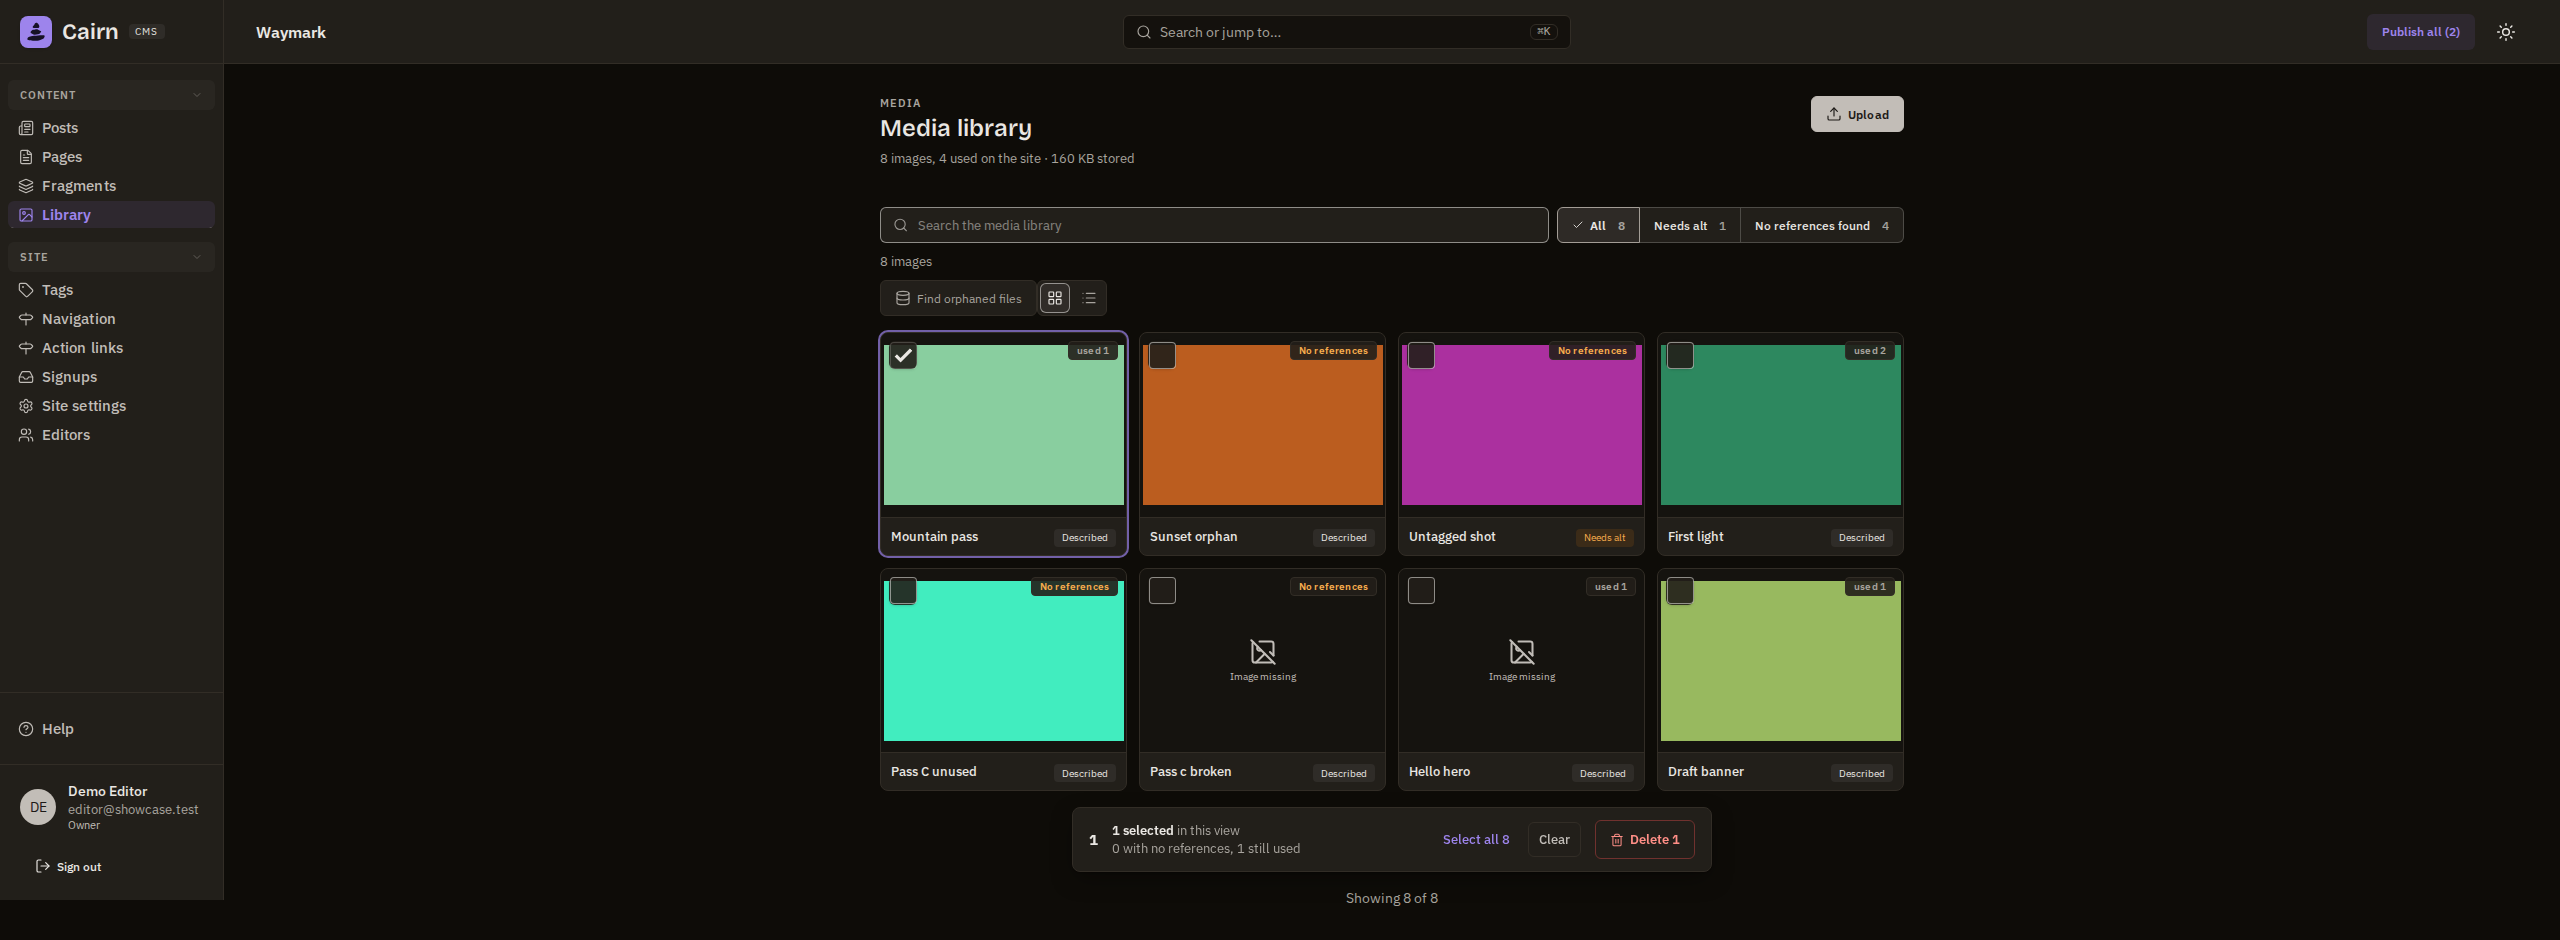 Cairn CMS
Waymark
Search or jump to... ⌘K
Publish all (2)
CONTENT
Posts
Pages
Fragments
Library
SITE
Tags
Navigation
Action links
Signups
Site settings
Editors
Help
DE
Demo Editor
editor@showcase.test
Owner
Sign out
MEDIA
Media library
8 images, 4 used on the site · 160 KB stored
Upload
Search the media library
All 8
Needs alt 1
No references found 4
8 images
Find orphaned files
used 1
Mountain pass Described
No references
Sunset orphan Described
No references
Untagged shot Needs alt
used 2
First light Described
No references
Pass C unused Described
No references
Image missing
Pass c broken Described
used 1
Image missing
Hello hero Described
used 1
Draft banner Described
1
1 selected in this view
0 with no references, 1 still used
Select all 8
Clear
Delete 1
Showing 8 of 8